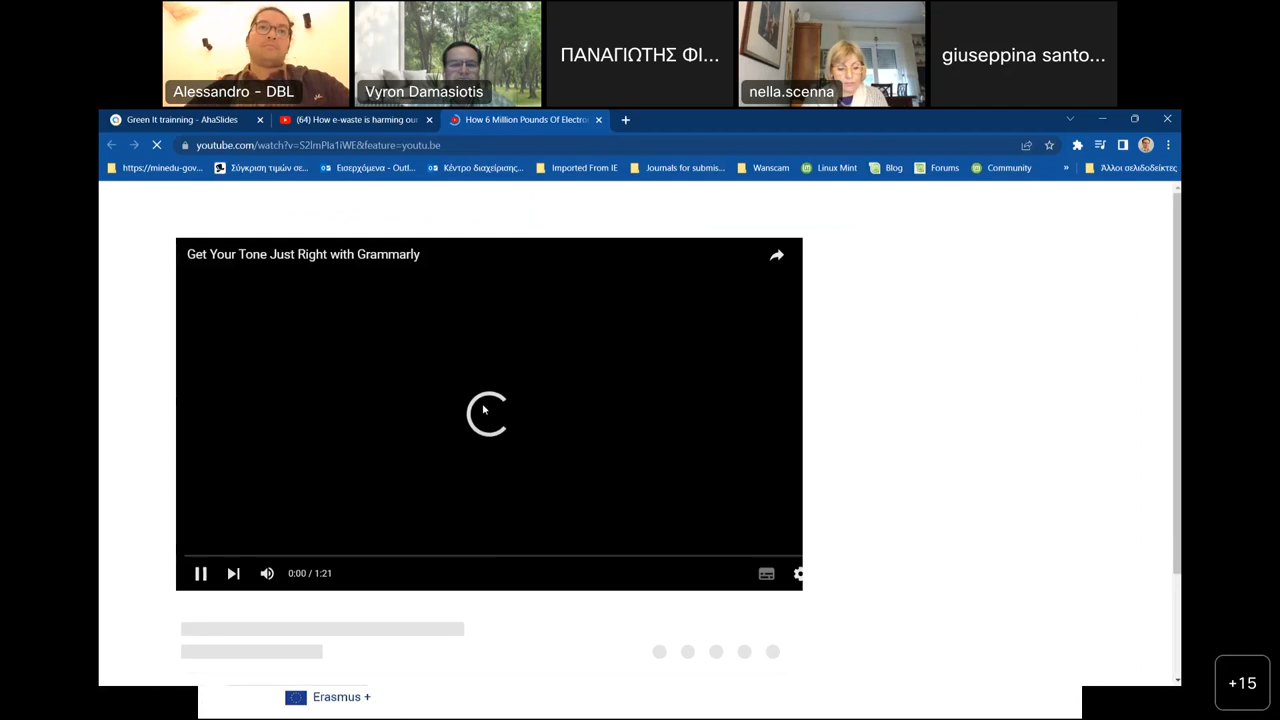 Alessandro - DBL
Vyron Damasiotis
ΠΑΝΑΓΙΩΤΗΣ ΦΙ...
nella.scenna
giuseppina santo...
Green It trainning - AhaSlides
(64) How e-waste is harming our
How 6 Million Pounds Of Electro
youtube.com/watch?v=S2lmPla1iWE&feature=youtu.be
https://minedu-gov...
Σύγκριση τιμών σε...
Εισερχόμενα - Outl...
Κέντρο διαχείρισης...
Imported From IE
Journals for submis...
Wanscam
Linux Mint
Blog
Forums
Community
»
Άλλοι σελιδοδείκτες
Get Your Tone Just Right with Grammarly
0:00 / 1:21
Erasmus +
+15